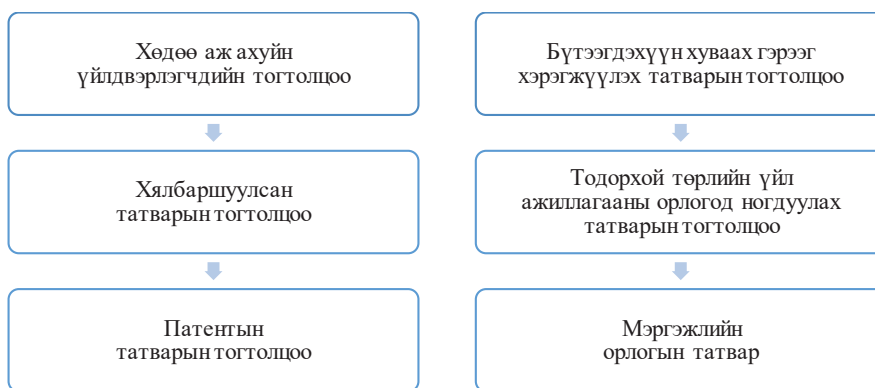 Хөдөө аж ахуйн
үйлдвэрлэгчдийн тогтолцоо
Хялбаршуулсан
татварын тогтолцоо
Патентын
татварын тогтолцоо
Бүтээгдэхүүн хуваах гэрээг
хэрэгжүүлэх татварын тогтолцоо
Тодорхой төрлийн үйл
ажиллагааны орлогод ногдуулах
татварын тогтолцоо
Мэргэжлийн
орлогын татвар